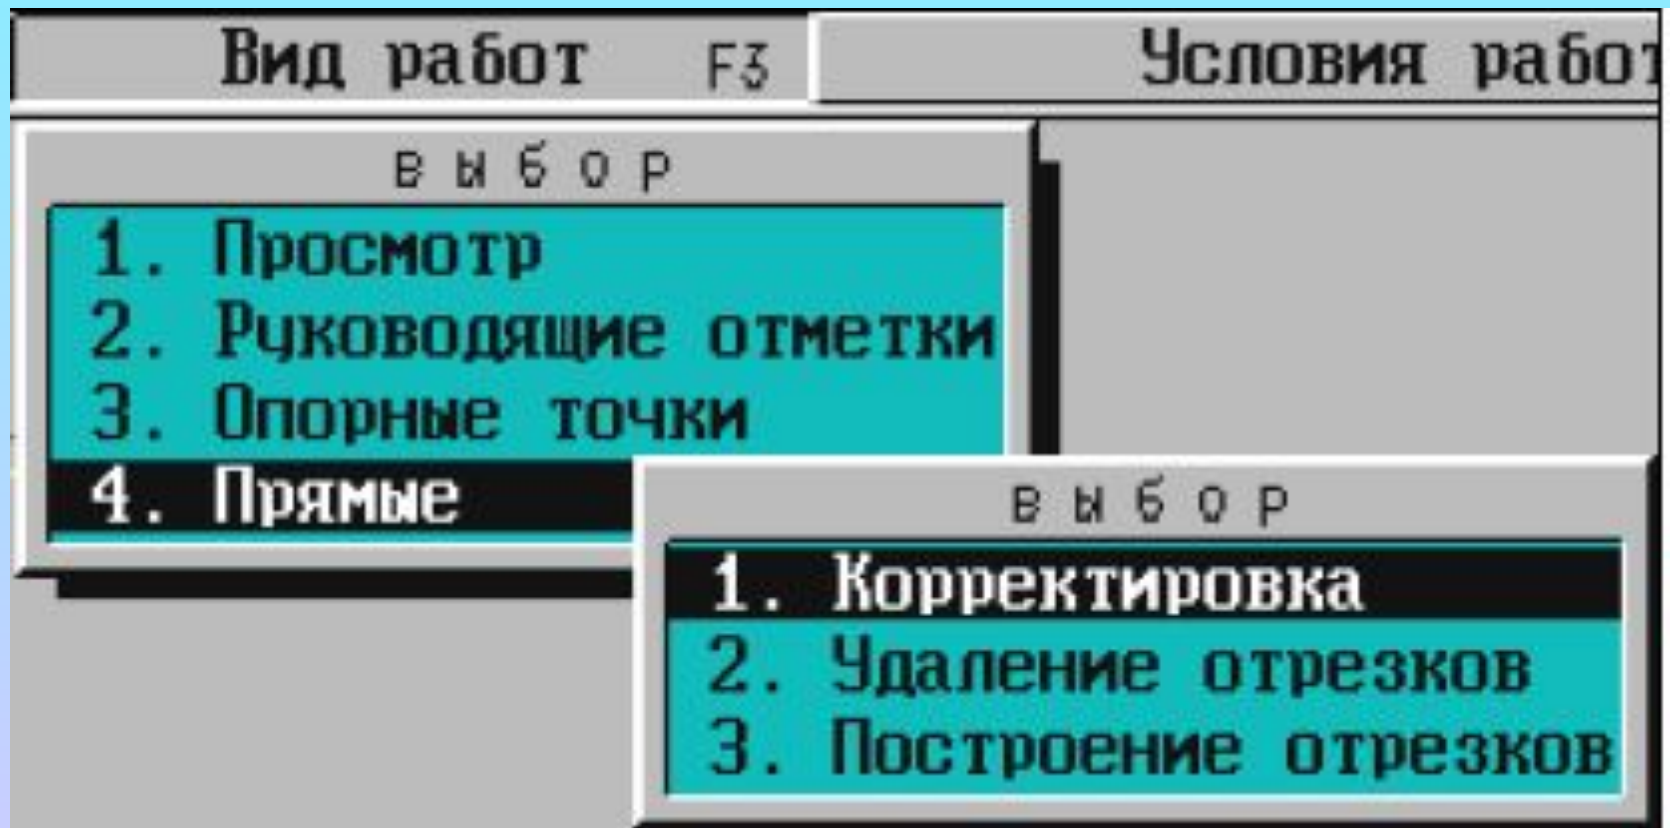 Вид работ F3 Условия работ
выбор
1. Просмотр
2. Руководящие отметки
3. Опорные точки
4. Прямые
выбор
1. Корректировка
2. Удаление отрезков
3. Построение отрезков